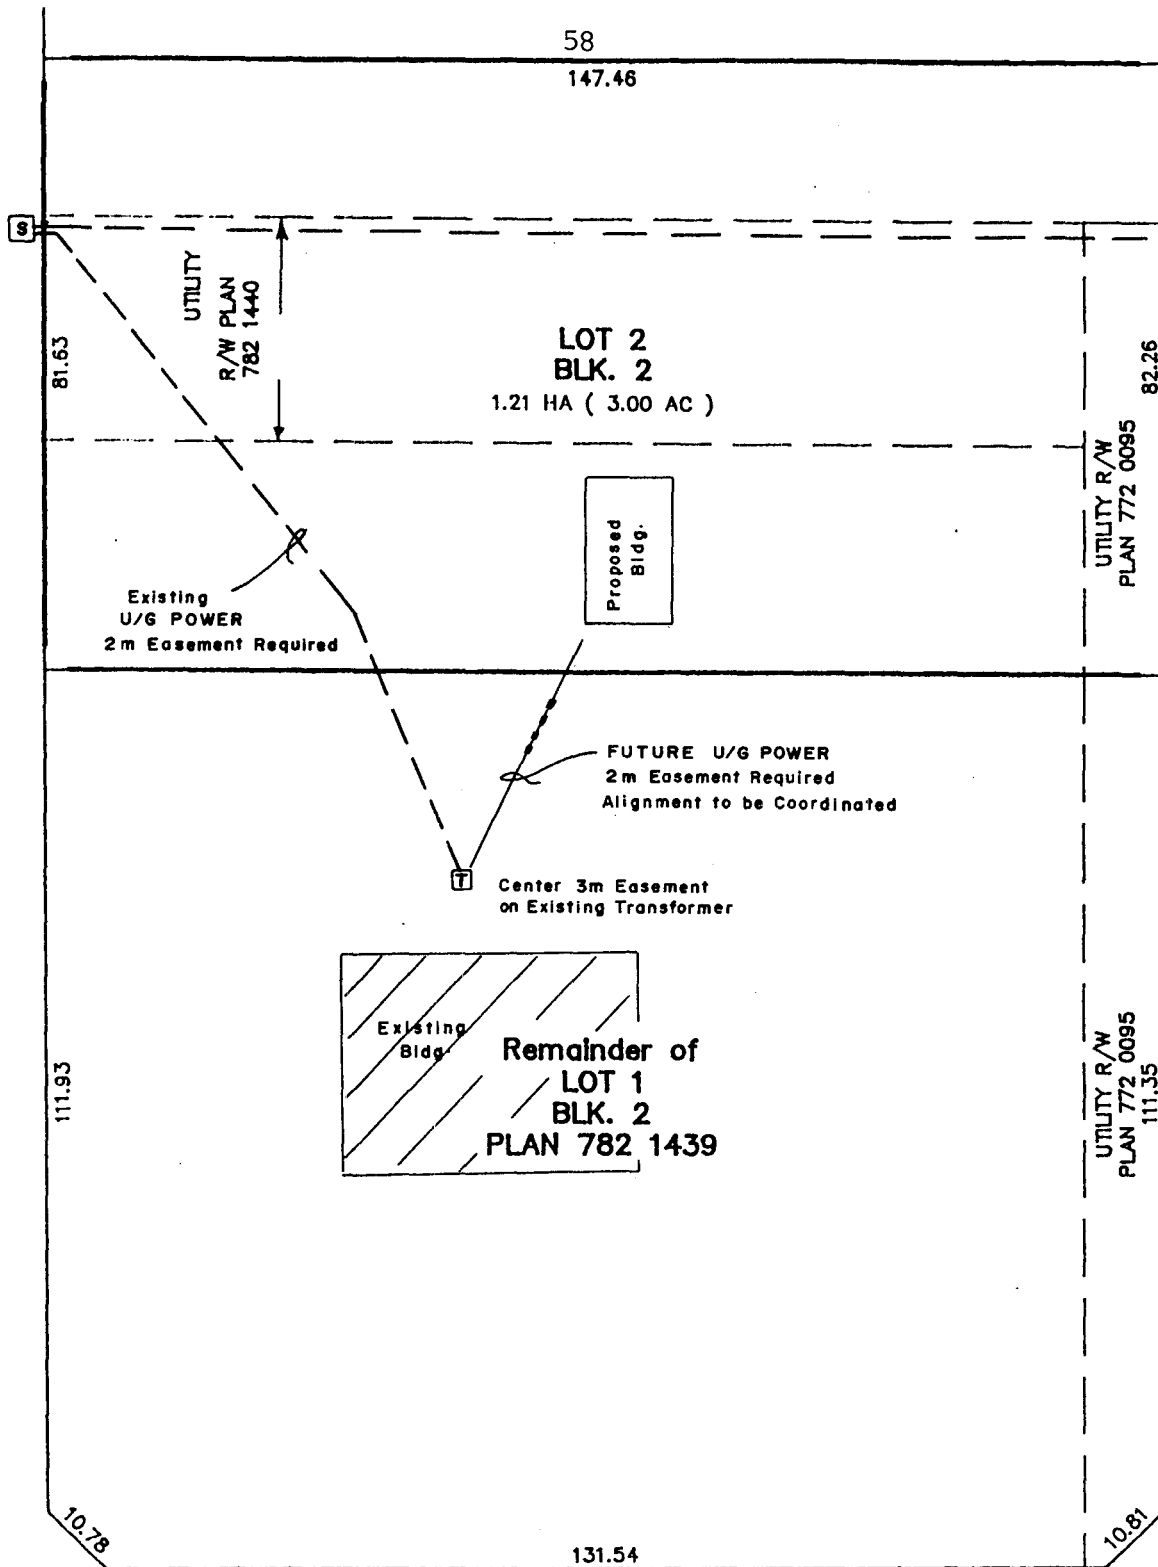 58
147.46
S
UTILITY
R/W PLAN
782 1440
81.63
LOT 2
BLK. 2
1.21 HA ( 3.00 AC )
82.26
UTILITY R/W
PLAN 772 0095
Proposed
Bldg.
Existing
U/G POWER
2m Easement Required
FUTURE U/G POWER
2m Easement Required
Alignment to be Coordinated
T
Center 3m Easement
on Existing Transformer
Existing
Bldg.
Remainder of
LOT 1
BLK. 2
PLAN 782 1439
111.93
UTILITY R/W
PLAN 772 0095
111.35
10.78
131.54
10.81